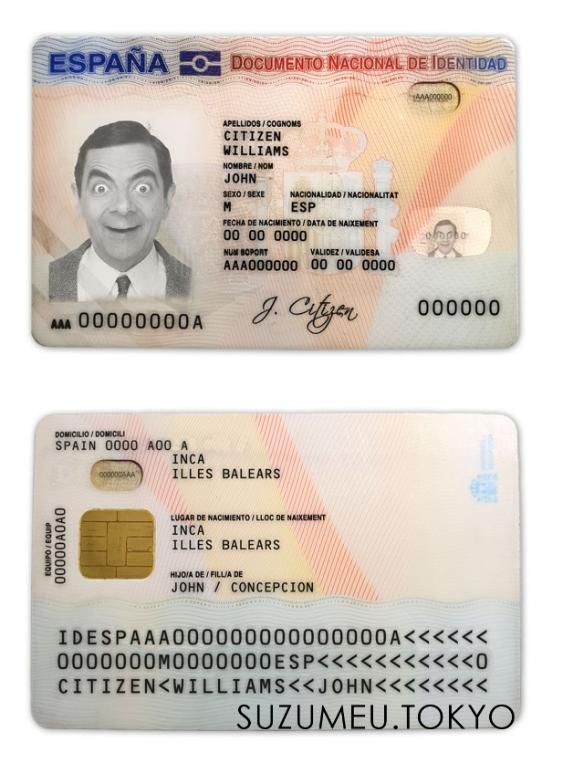 ESPAÑA DOCUMENTO NACIONAL DE IDENTIDAD
AAA000000
APELLIDOS / COGNOMS
CITIZEN
WILLIAMS
NOMBRE / NOM
JOHN
SEXO / SEXE NACIONALIDAD / NACIONALITAT
M ESP
FECHA DE NACIMIENTO / DATA DE NAIXEMENT
00 00 0000
NUM SOPORT VALIDEZ / VALIDESA
AAA000000 00 00 0000
J. Citizen
000000
AAA 00000000A
DOMICILIO / DOMICILI
SPAIN 0000 A00 A
INCA
ILLES BALEARS
000000AAA
EQUIPO / EQUIP
00000A0A0
LUGAR DE NACIMIENTO / LLOC DE NAIXEMENT
INCA
ILLES BALEARS
HIJO/A DE / FILL/A DE
JOHN / CONCEPCION
IDESPAAA000000000000000A<<<<<<
0000000M0000000ESP<<<<<<<<<<<0
CITIZEN<WILLIAMS<<JOHN<<<<<<<<
SUZUMEU.TOKYO